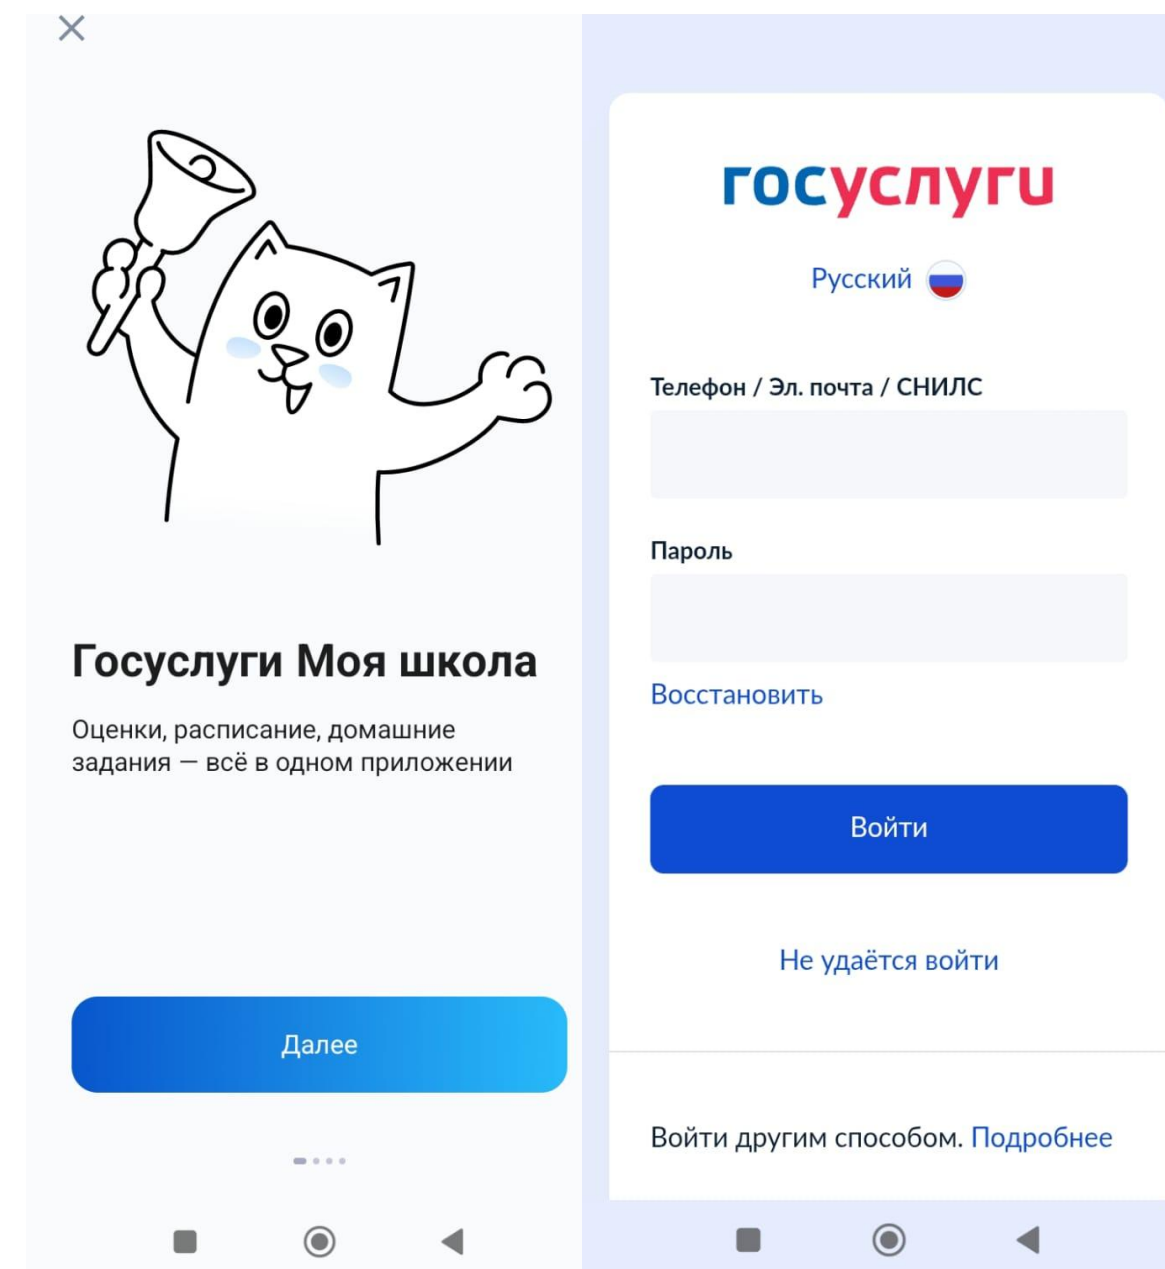 Госуслуги Моя школа
Оценки, расписание, домашние
задания — всё в одном приложении
Далее
госуслуги
Русский
Телефон / Эл. почта / СНИЛС
Пароль
Восстановить
Войти
Не удаётся войти
Войти другим способом. Подробнее